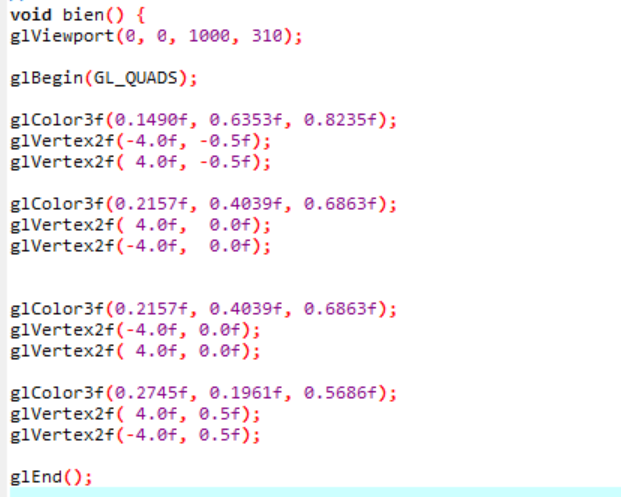 void bien() {
glViewport(0, 0, 1000, 310);
glBegin(GL_QUADS);
glColor3f(0.1490f, 0.6353f, 0.8235f);
glVertex2f(-4.0f, -0.5f);
glVertex2f( 4.0f, -0.5f);
glColor3f(0.2157f, 0.4039f, 0.6863f);
glVertex2f( 4.0f,  0.0f);
glVertex2f(-4.0f,  0.0f);
glColor3f(0.2157f, 0.4039f, 0.6863f);
glVertex2f(-4.0f, 0.0f);
glVertex2f( 4.0f, 0.0f);
glColor3f(0.2745f, 0.1961f, 0.5686f);
glVertex2f( 4.0f, 0.5f);
glVertex2f(-4.0f, 0.5f);
glEnd();